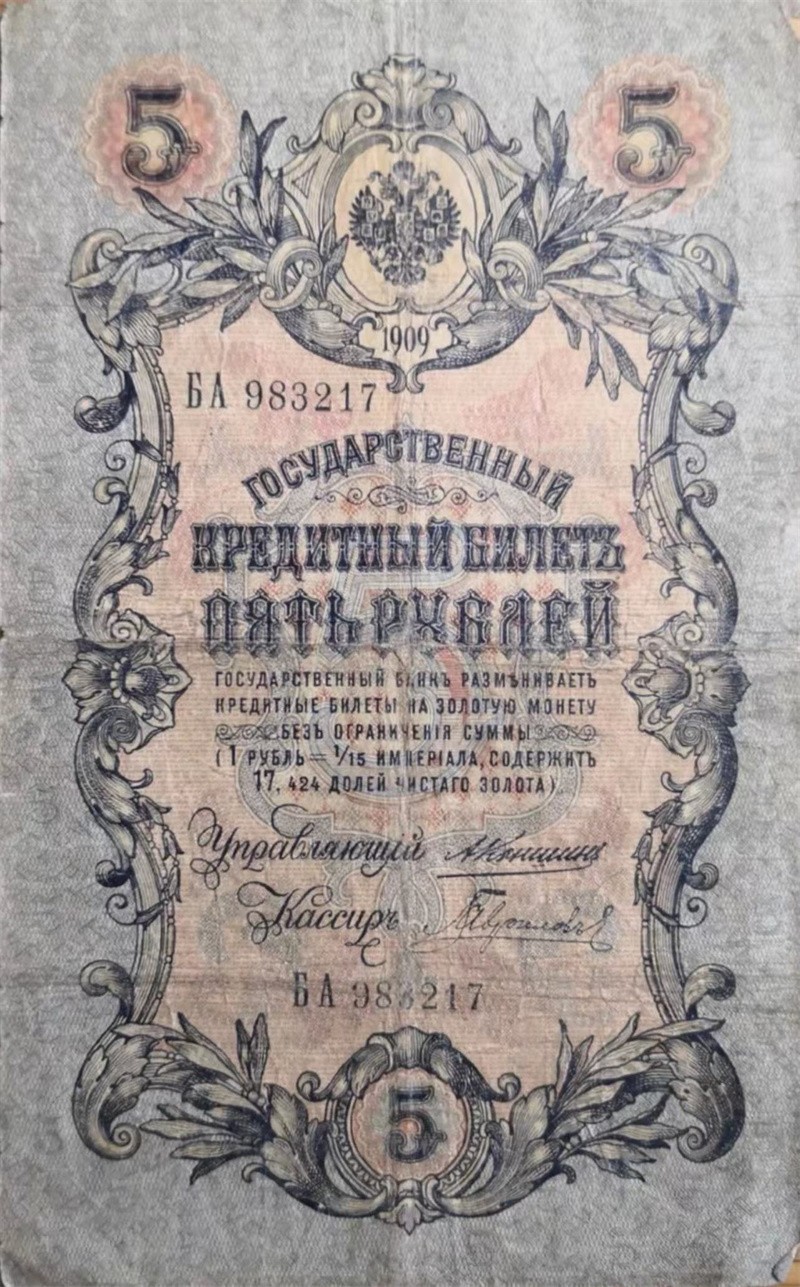 5 5
1909
БА 983217
ГОСУДАРСТВЕННЫЙ
КРЕДИТНЫЙ БИЛЕТЪ
ПЯТЬ РУБЛЕЙ
ГОСУДАРСТВЕННЫЙ БАНКЪ РАЗМѢНИВАЕТЪ
КРЕДИТНЫЕ БИЛЕТЫ НА ЗОЛОТУЮ МОНЕТУ
БЕЗЪ ОГРАНИЧЕНІЯ СУММЫ
(1 РУБЛЬ = 1/15 ИМПЕРІАЛА, СОДЕРЖИТЪ
17, 424 ДОЛЕЙ ЧИСТАГО ЗОЛОТА)
Управляющій А Коншинъ
Кассиръ
БА 983217
5